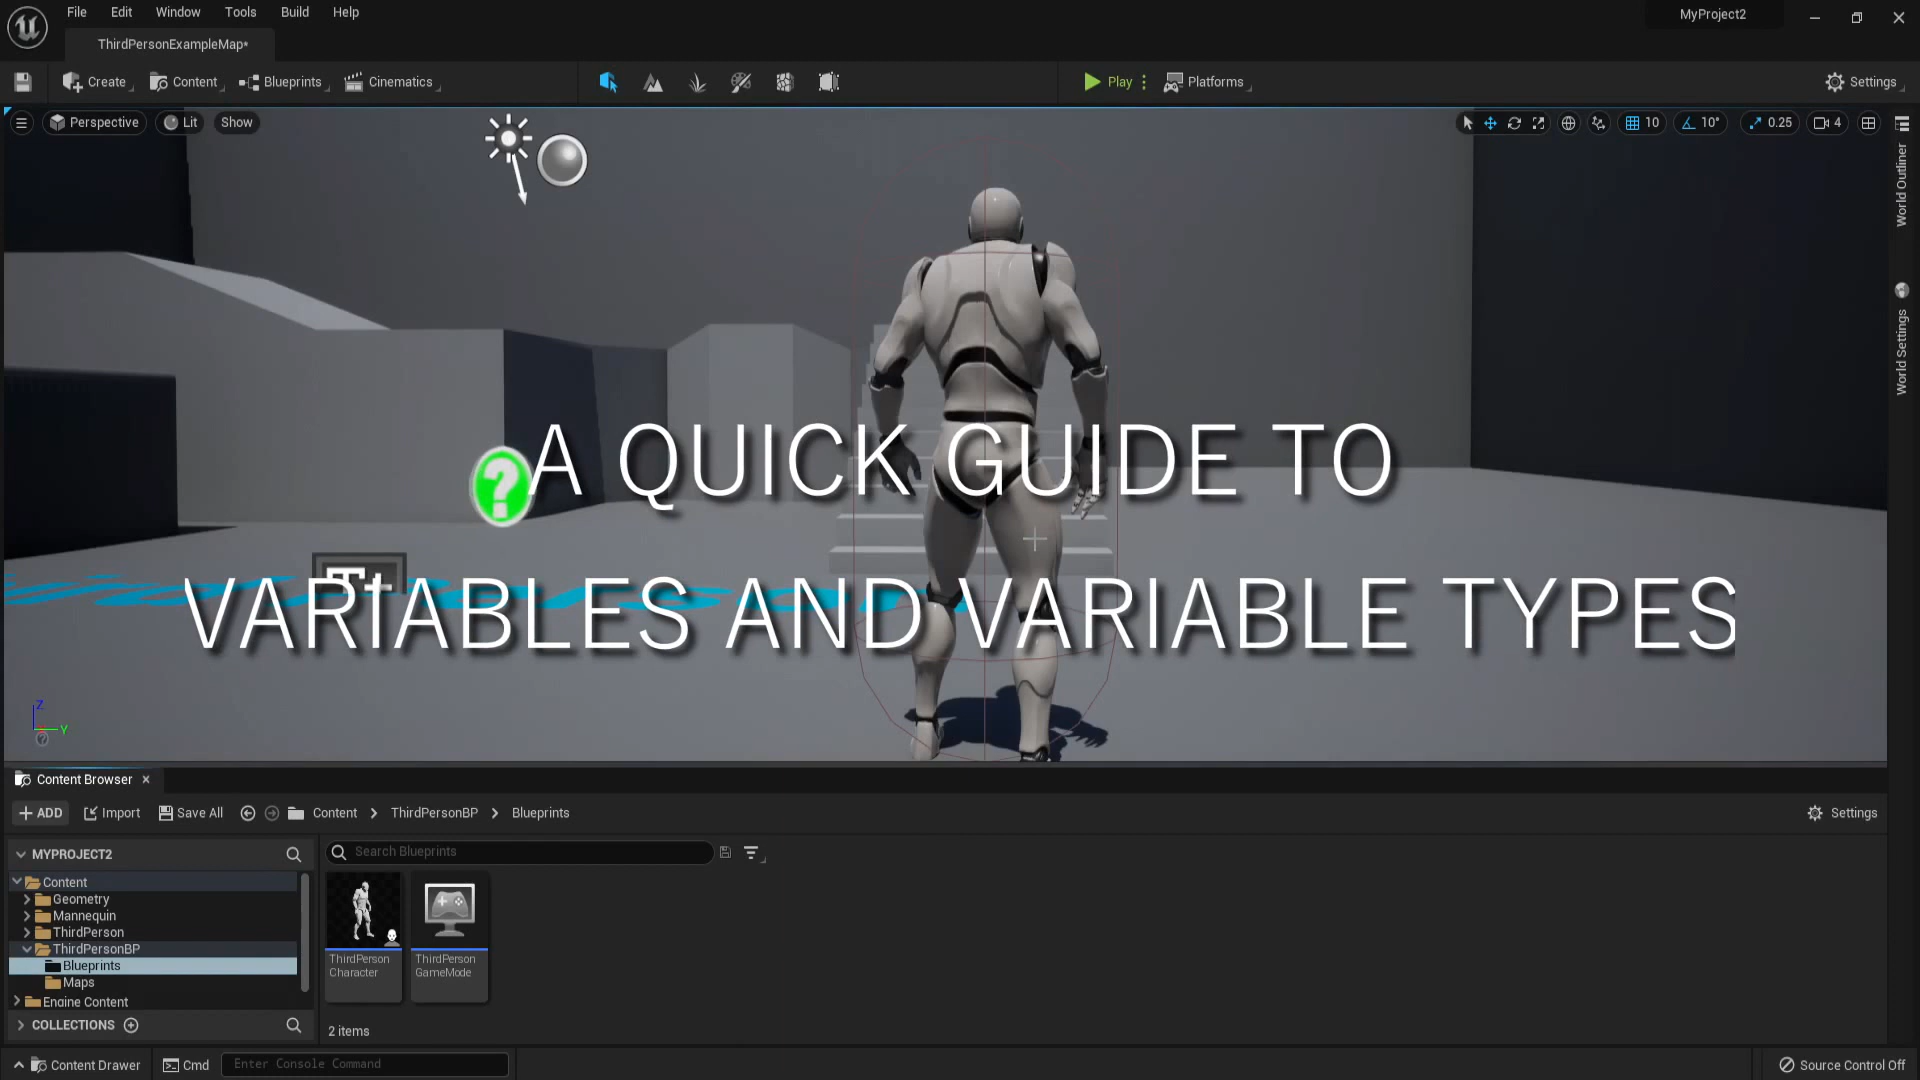 File Edit Window Tools Build Help
MyProject2
ThirdPersonExampleMap*
Create Content Blueprints Cinematics Play Platforms Settings
Perspective Lit Show 10 10° 0.25 4
World Outliner
World Settings
A QUICK GUIDE TO
VARIABLES AND VARIABLE TYPES
Z
Y
Content Browser
ADD Import Save All Content ThirdPersonBP Blueprints Settings
MYPROJECT2
Search Blueprints
Content
Geometry
Mannequin
ThirdPerson
ThirdPersonBP
Blueprints
Maps
Engine Content
COLLECTIONS
ThirdPerson
Character
ThirdPerson
GameMode
2 items
Content Drawer Cmd Enter Console Command Source Control Off